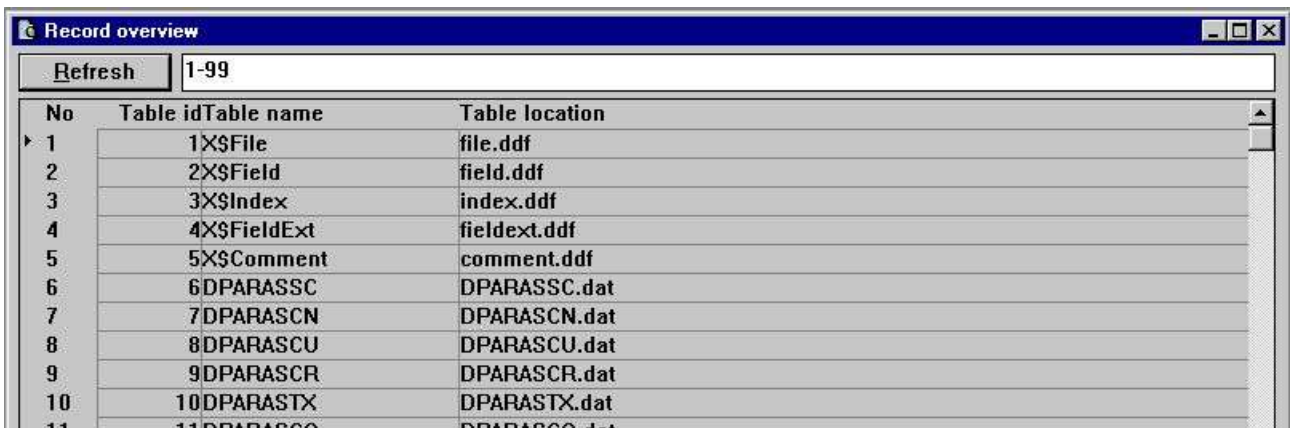 Record overview
Refresh 1-99
No Table id Table name Table location
1 1 X$File file.ddf
2 2 X$Field field.ddf
3 3 X$Index index.ddf
4 4 X$FieldExt fieldext.ddf
5 5 X$Comment comment.ddf
6 6 DPARASSC DPARASSC.dat
7 7 DPARASCN DPARASCN.dat
8 8 DPARASCU DPARASCU.dat
9 9 DPARASCR DPARASCR.dat
10 10 DPARASTX DPARASTX.dat
11 11